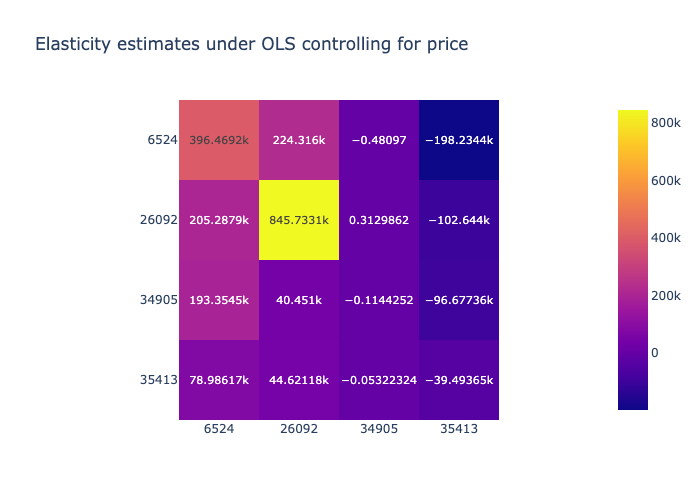 Elasticity estimates under OLS controlling for price
6524 396.4692k 224.316k −0.48097 −198.2344k
26092 205.2879k 845.7331k 0.3129862 −102.644k
34905 193.3545k 40.451k −0.1144252 −96.67736k
35413 78.98617k 44.62118k −0.05322324 −39.49365k
6524 26092 34905 35413
800k
600k
400k
200k
0